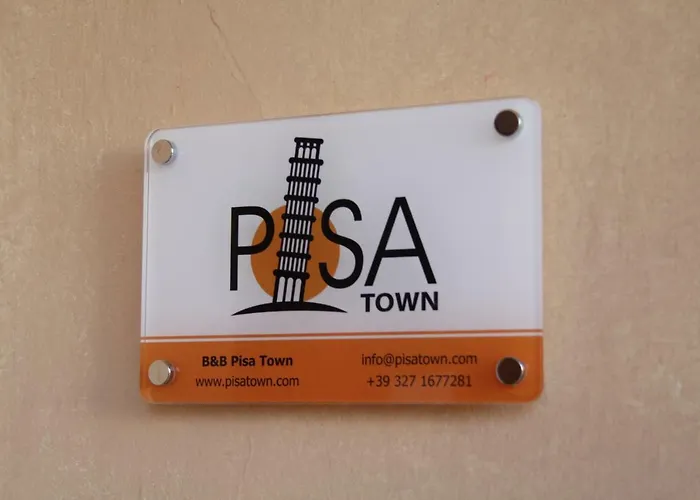 PISA
TOWN
B&B Pisa Town
www.pisatown.com
info@pisatown.com
+39 327 1677281